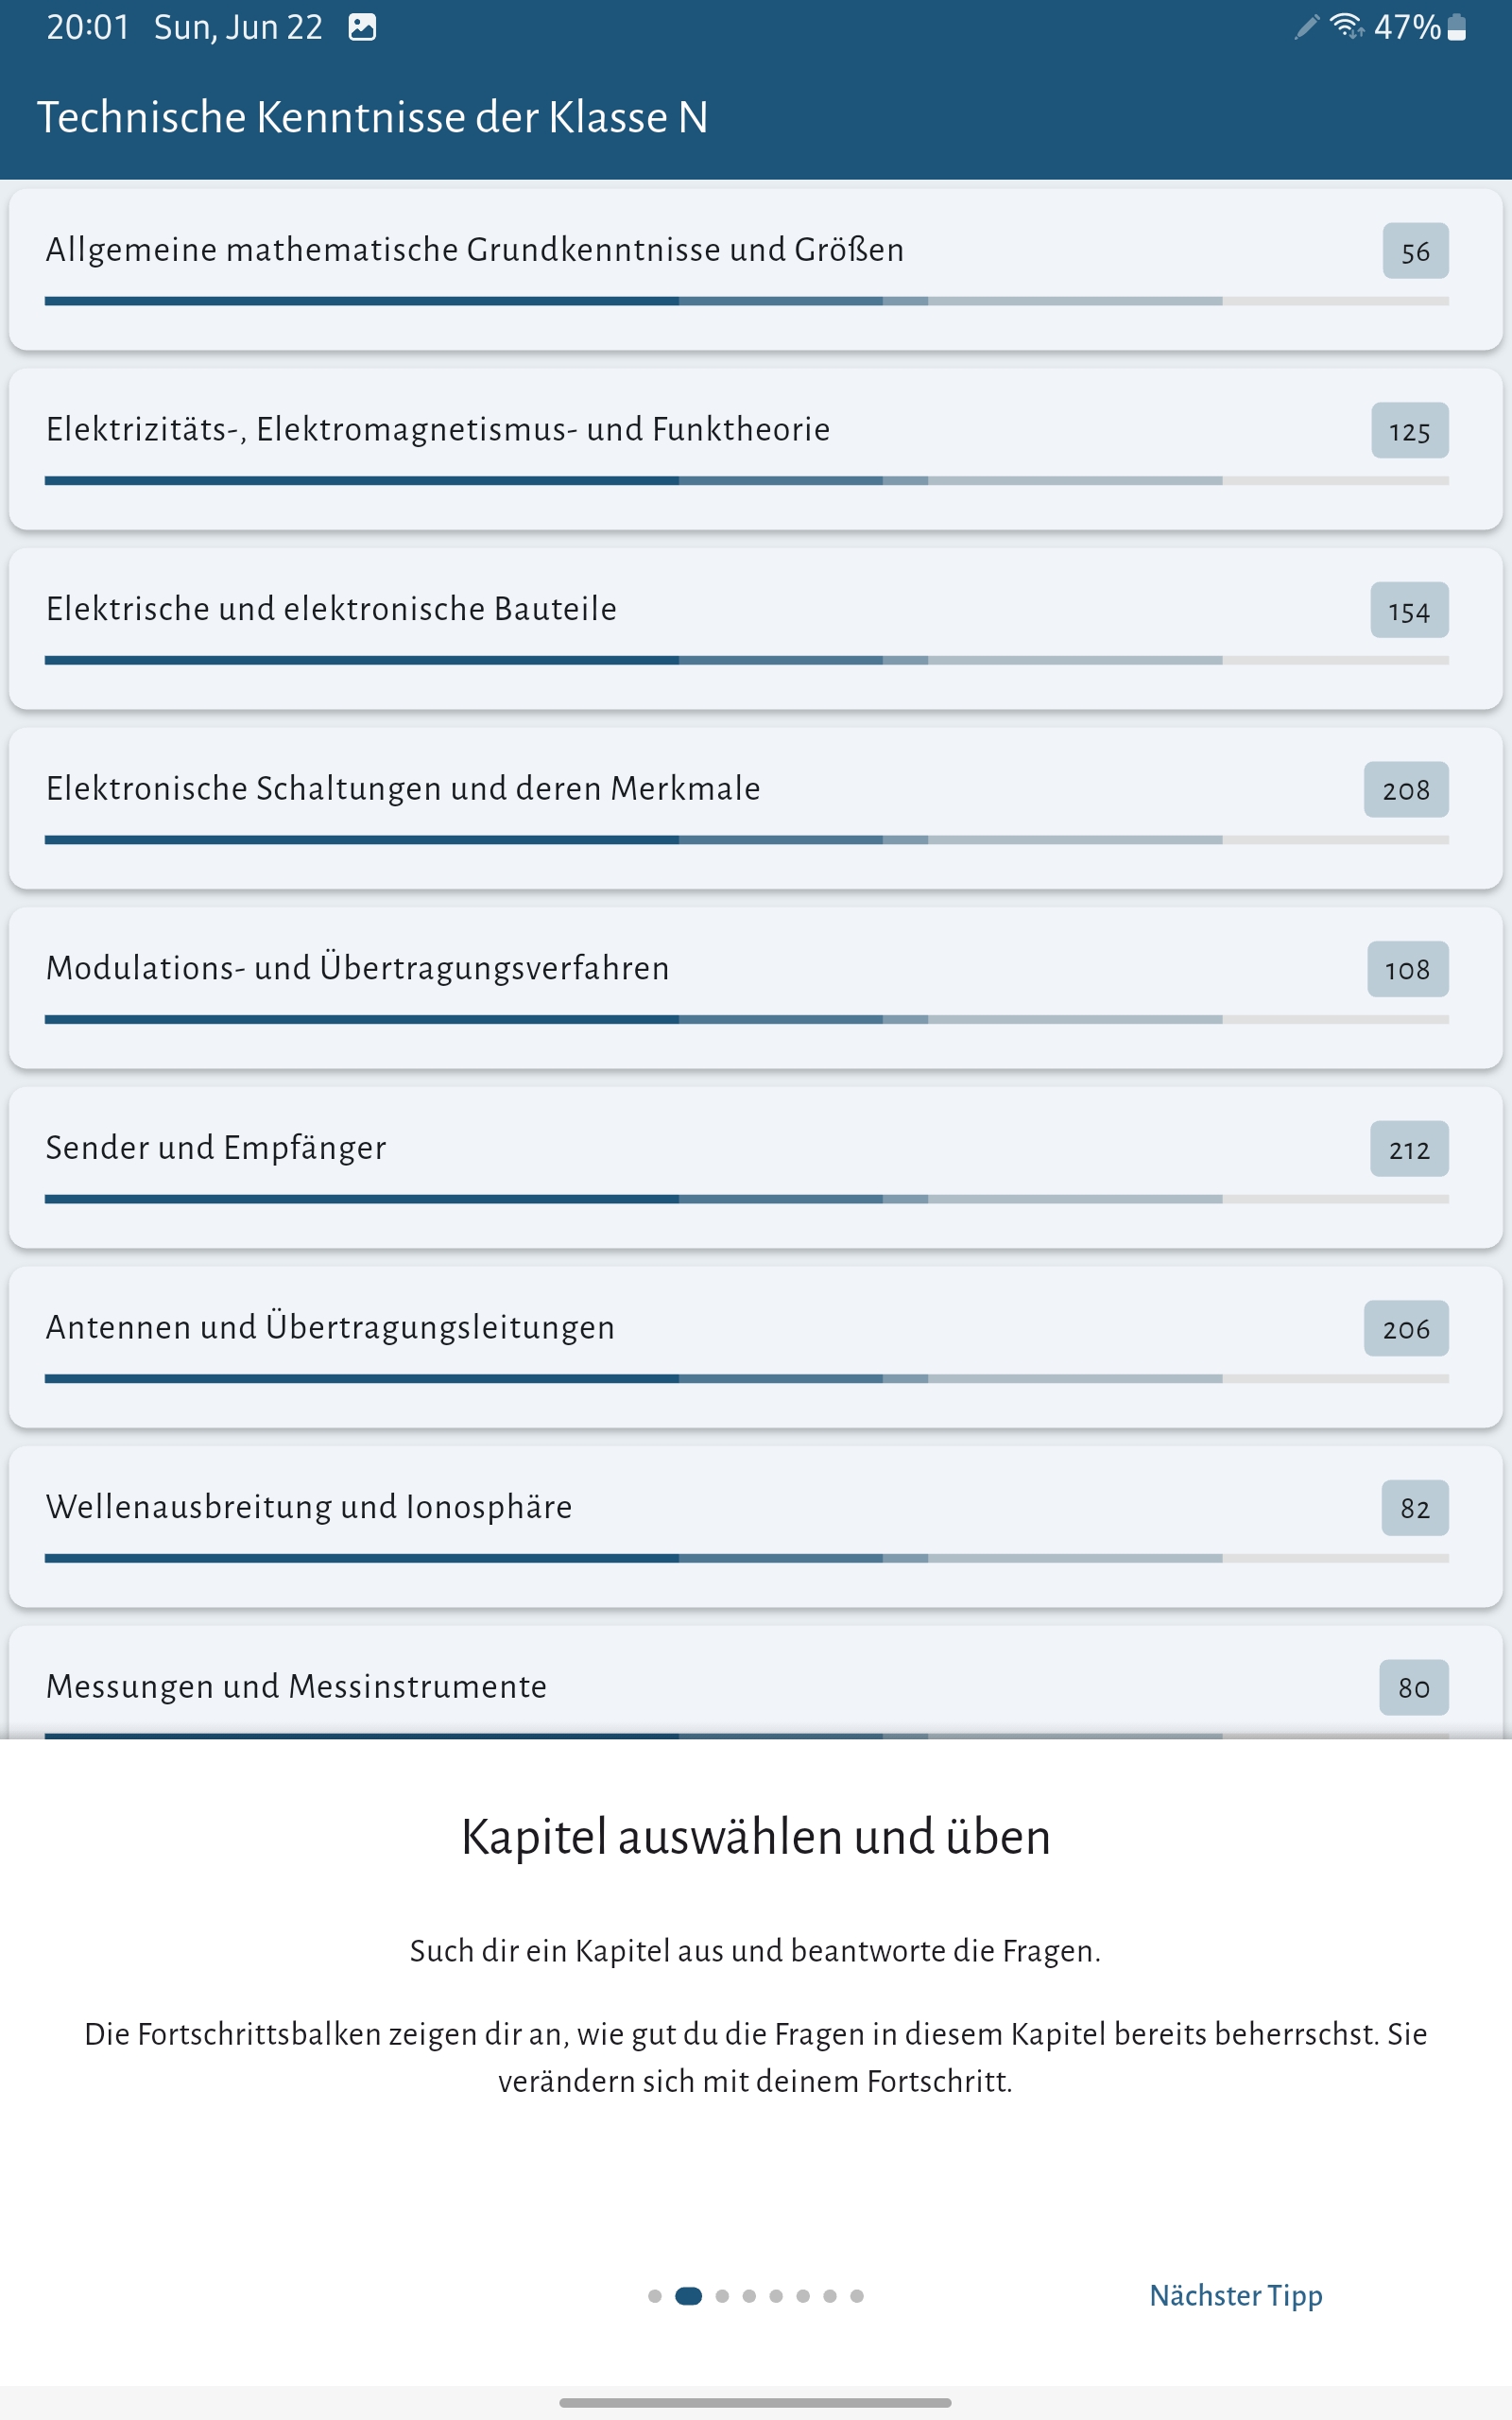 20:01 Sun, Jun 22 47%
Technische Kenntnisse der Klasse N
Allgemeine mathematische Grundkenntnisse und Größen 56
Elektrizitäts-, Elektromagnetismus- und Funktheorie 125
Elektrische und elektronische Bauteile 154
Elektronische Schaltungen und deren Merkmale 208
Modulations- und Übertragungsverfahren 108
Sender und Empfänger 212
Antennen und Übertragungsleitungen 206
Wellenausbreitung und Ionosphäre 82
Messungen und Messinstrumente 80
Kapitel auswählen und üben
Such dir ein Kapitel aus und beantworte die Fragen.
Die Fortschrittsbalken zeigen dir an, wie gut du die Fragen in diesem Kapitel bereits beherrschst. Sie
verändern sich mit deinem Fortschritt.
Nächster Tipp